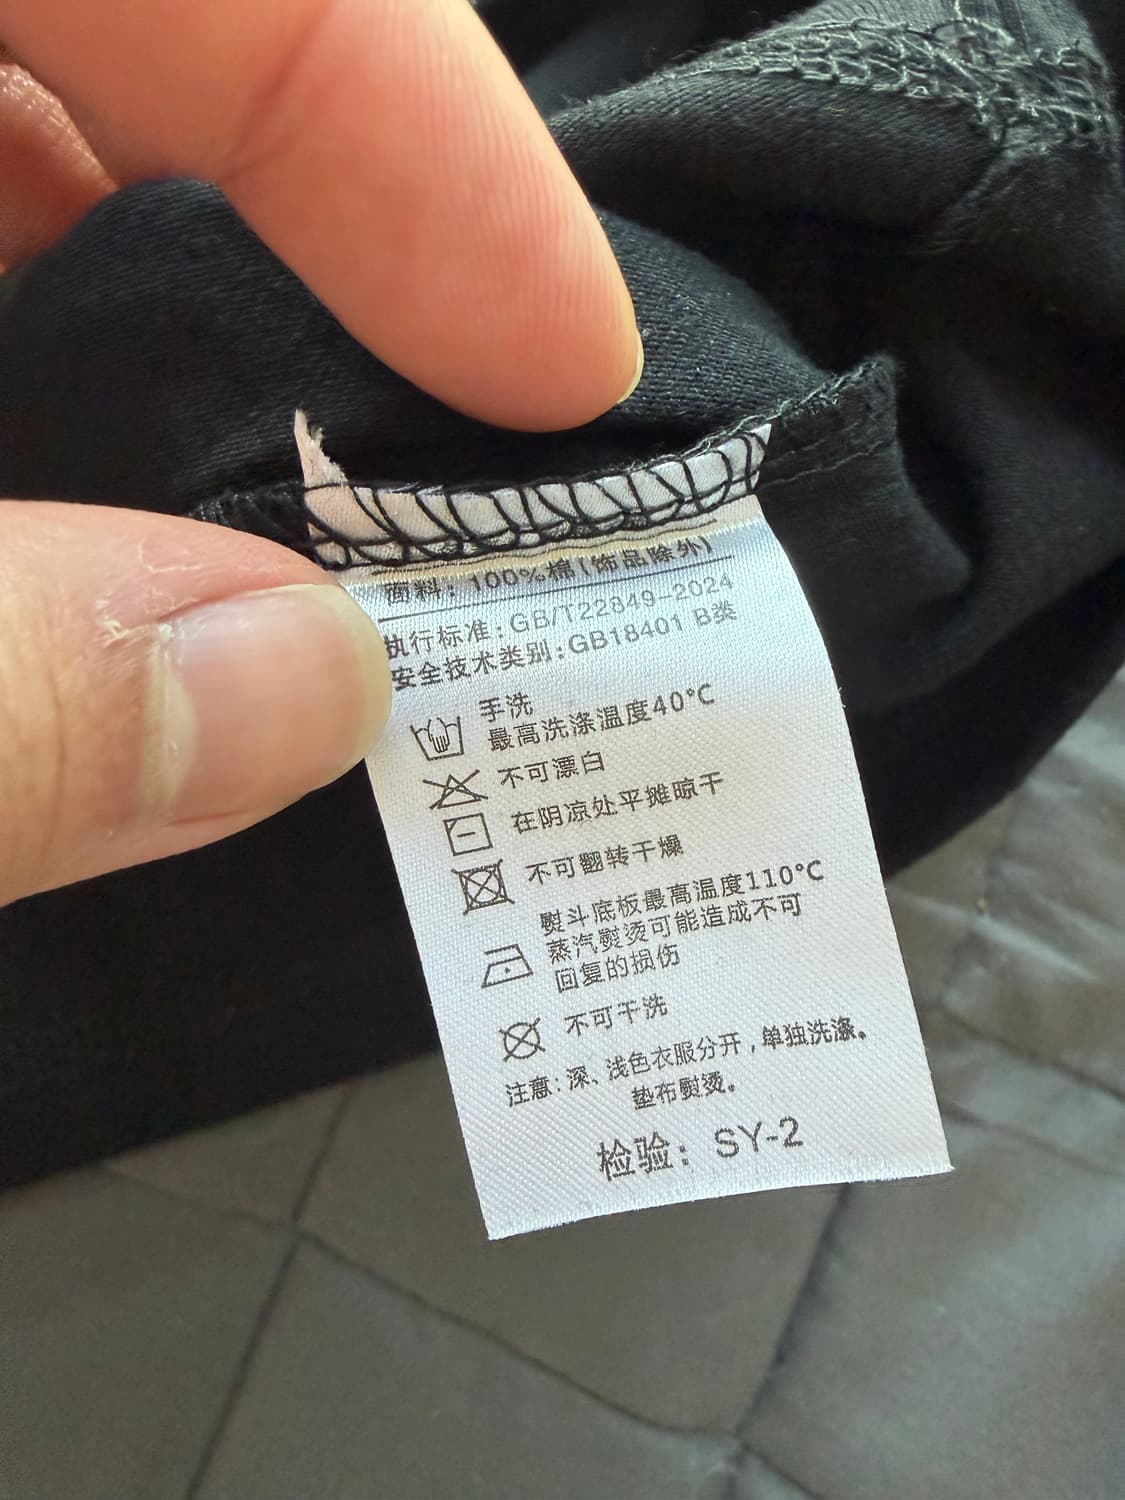 面料：100%棉(饰品除外)
执行标准：GB/T22849-2024
安全技术类别：GB18401 B类
手洗
最高洗涤温度40℃
不可漂白
在阴凉处平摊晾干
不可翻转干燥
熨斗底板最高温度110℃
蒸汽熨烫可能造成不可
回复的损伤
不可干洗
注意：深、浅色衣服分开，单独洗涤。
垫布熨烫。
检验：SY-2